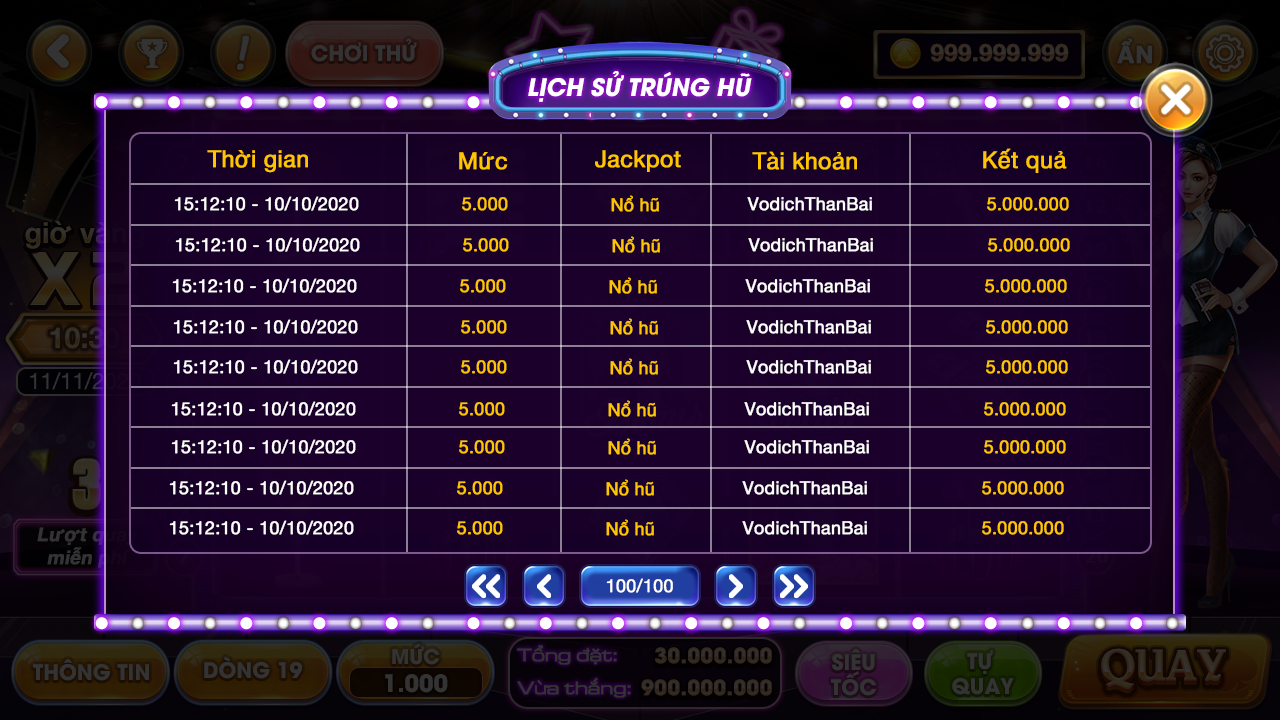 CHƠI THỬ
999.999.999
ẨN
LỊCH SỬ TRÚNG HŨ
Thời gian Mức Jackpot Tài khoản Kết quả
15:12:10 - 10/10/2020 5.000 Nổ hũ VodichThanBai 5.000.000
15:12:10 - 10/10/2020 5.000 Nổ hũ VodichThanBai 5.000.000
15:12:10 - 10/10/2020 5.000 Nổ hũ VodichThanBai 5.000.000
15:12:10 - 10/10/2020 5.000 Nổ hũ VodichThanBai 5.000.000
15:12:10 - 10/10/2020 5.000 Nổ hũ VodichThanBai 5.000.000
15:12:10 - 10/10/2020 5.000 Nổ hũ VodichThanBai 5.000.000
15:12:10 - 10/10/2020 5.000 Nổ hũ VodichThanBai 5.000.000
15:12:10 - 10/10/2020 5.000 Nổ hũ VodichThanBai 5.000.000
15:12:10 - 10/10/2020 5.000 Nổ hũ VodichThanBai 5.000.000
giờ
11/11/
3
Lượt
miễn
100/100
THÔNG TIN
DÒNG 19
MỨC
1.000
Tổng đặt: 30.000.000
Vừa thắng: 900.000.000
SIÊU
TỐC
TỰ
QUAY
QUAY